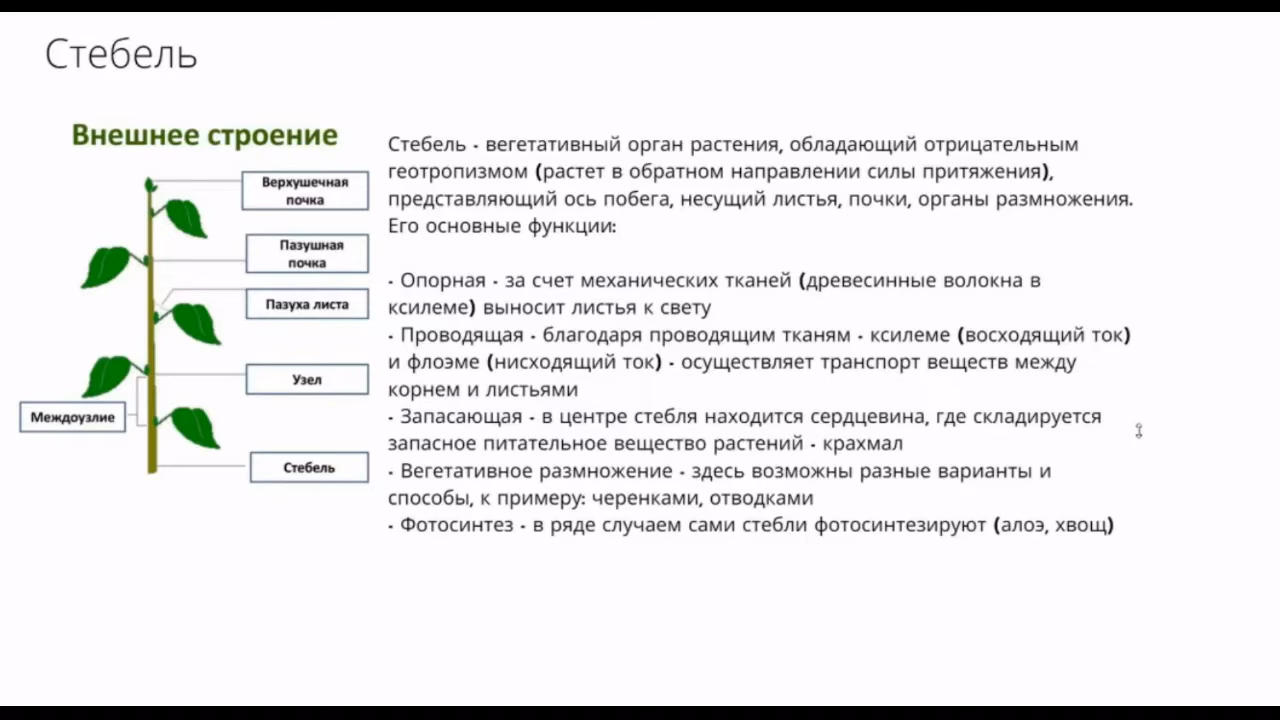 Стебель
Внешнее строение
Верхушечная
почка
Пазушная
почка
Пазуха листа
Узел
Междоузлие
Стебель
Стебель - вегетативный орган растения, обладающий отрицательным
геотропизмом (растет в обратном направлении силы притяжения),
представляющий ось побега, несущий листья, почки, органы размножения.
Его основные функции:
- Опорная - за счет механических тканей (древесинные волокна в
ксилеме) выносит листья к свету
- Проводящая - благодаря проводящим тканям - ксилеме (восходящий ток)
и флоэме (нисходящий ток) - осуществляет транспорт веществ между
корнем и листьями
- Запасающая - в центре стебля находится сердцевина, где складируется
запасное питательное вещество растений - крахмал
- Вегетативное размножение - здесь возможны разные варианты и
способы, к примеру: черенками, отводками
- Фотосинтез - в ряде случаем сами стебли фотосинтезируют (алоэ, хвощ)